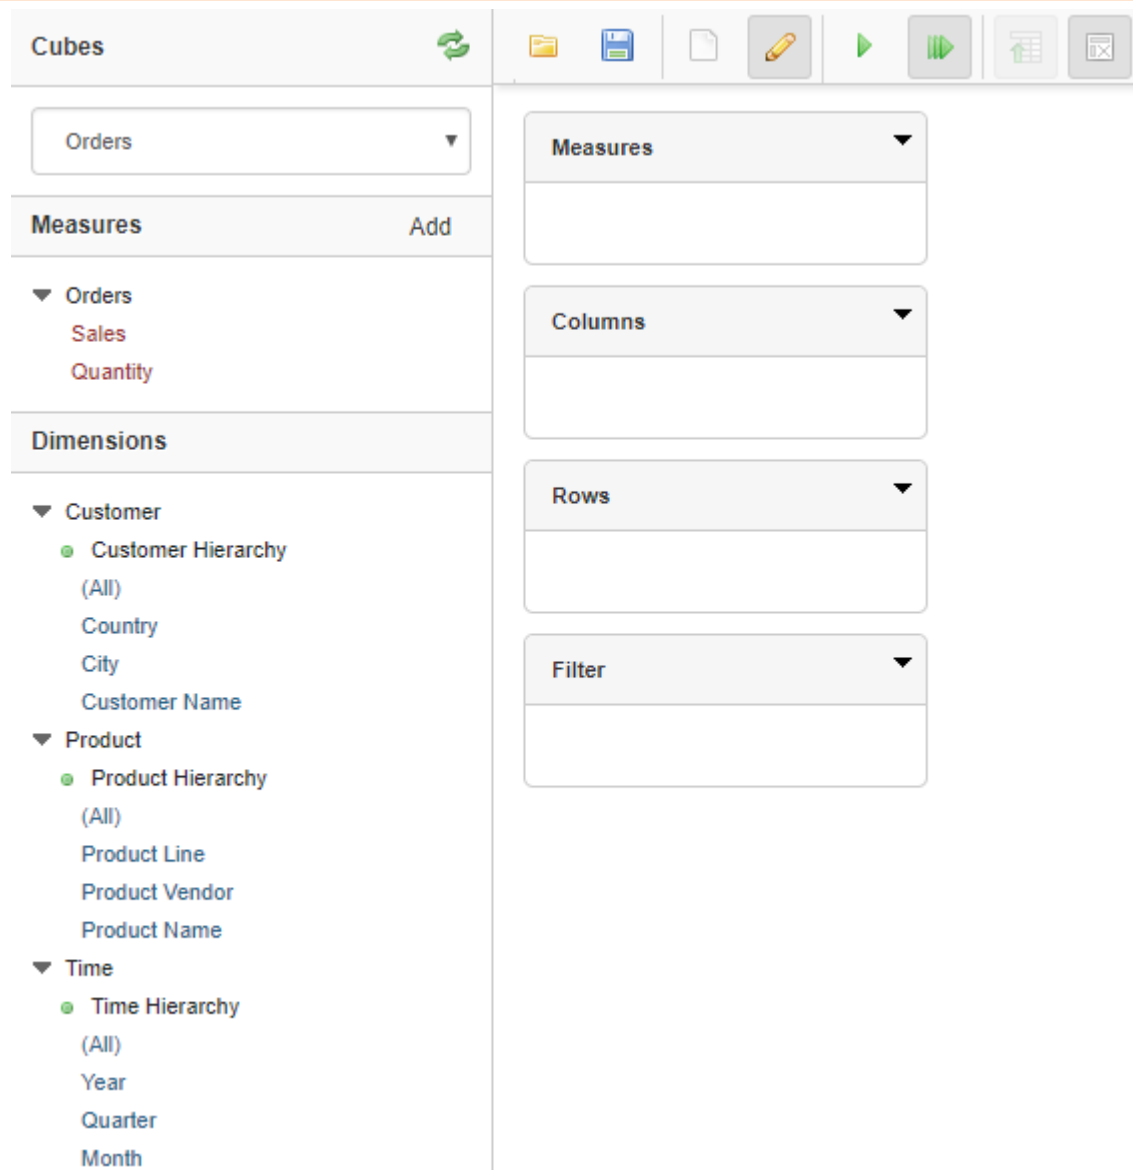 Cubes
Orders
Measures Add
Orders
Sales
Quantity
Dimensions
Customer
Customer Hierarchy
(All)
Country
City
Customer Name
Product
Product Hierarchy
(All)
Product Line
Product Vendor
Product Name
Time
Time Hierarchy
(All)
Year
Quarter
Month
Measures
Columns
Rows
Filter